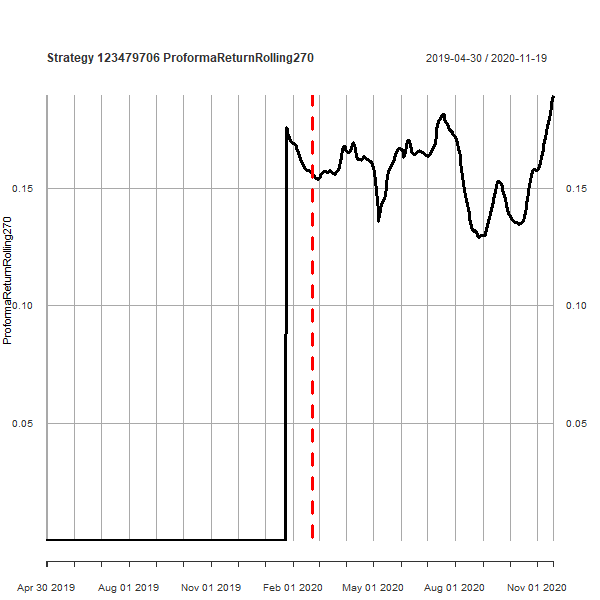 Strategy 123479706 ProformaReturnRolling270
2019-04-30 / 2020-11-19
ProformaReturnRolling270
0.15
0.15
0.10
0.10
0.05
0.05
Apr 30 2019
Aug 01 2019
Nov 01 2019
Feb 01 2020
May 01 2020
Aug 01 2020
Nov 01 2020